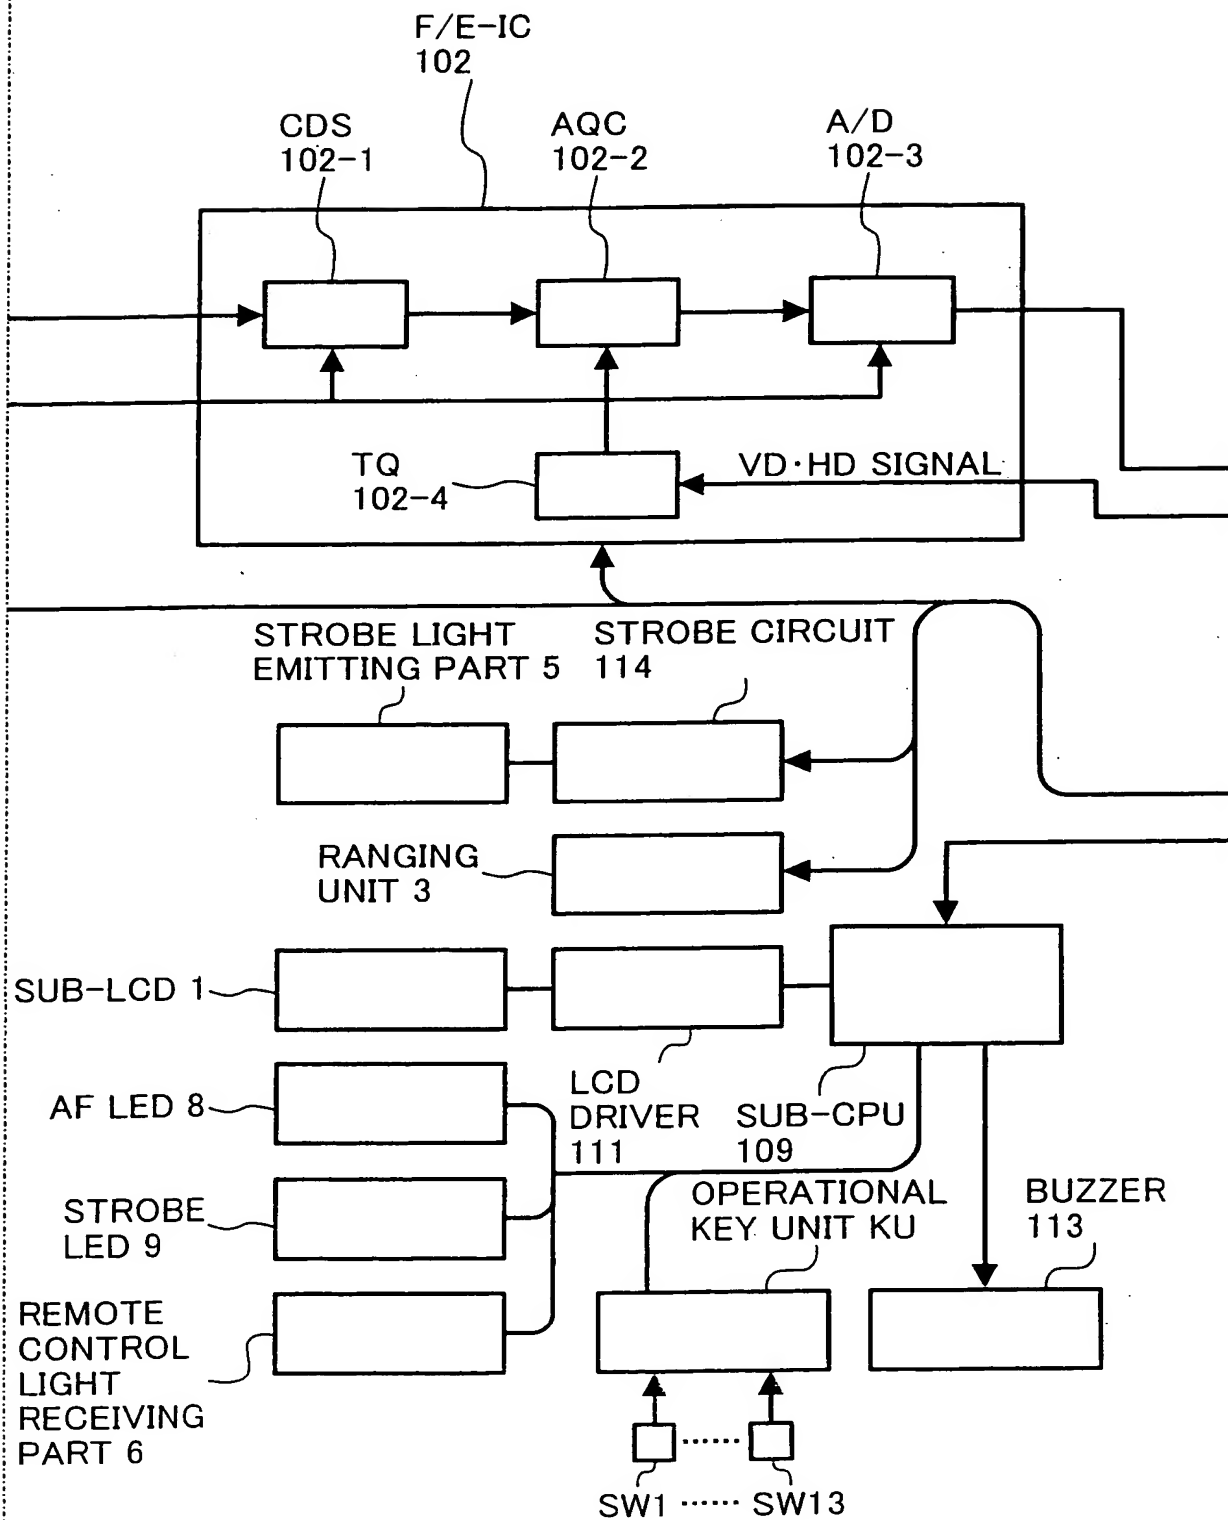 F/E-IC
102
CDS
102-1
AQC
102-2
A/D
102-3
TQ
102-4
VD·HD SIGNAL
STROBE LIGHT
EMITTING PART 5
STROBE CIRCUIT
114
RANGING
UNIT 3
SUB-LCD 1
LCD
DRIVER
111
SUB-CPU
109
AF LED 8
STROBE
LED 9
OPERATIONAL
KEY UNIT KU
BUZZER
113
REMOTE
CONTROL
LIGHT
RECEIVING
PART 6
SW1 ······ SW13